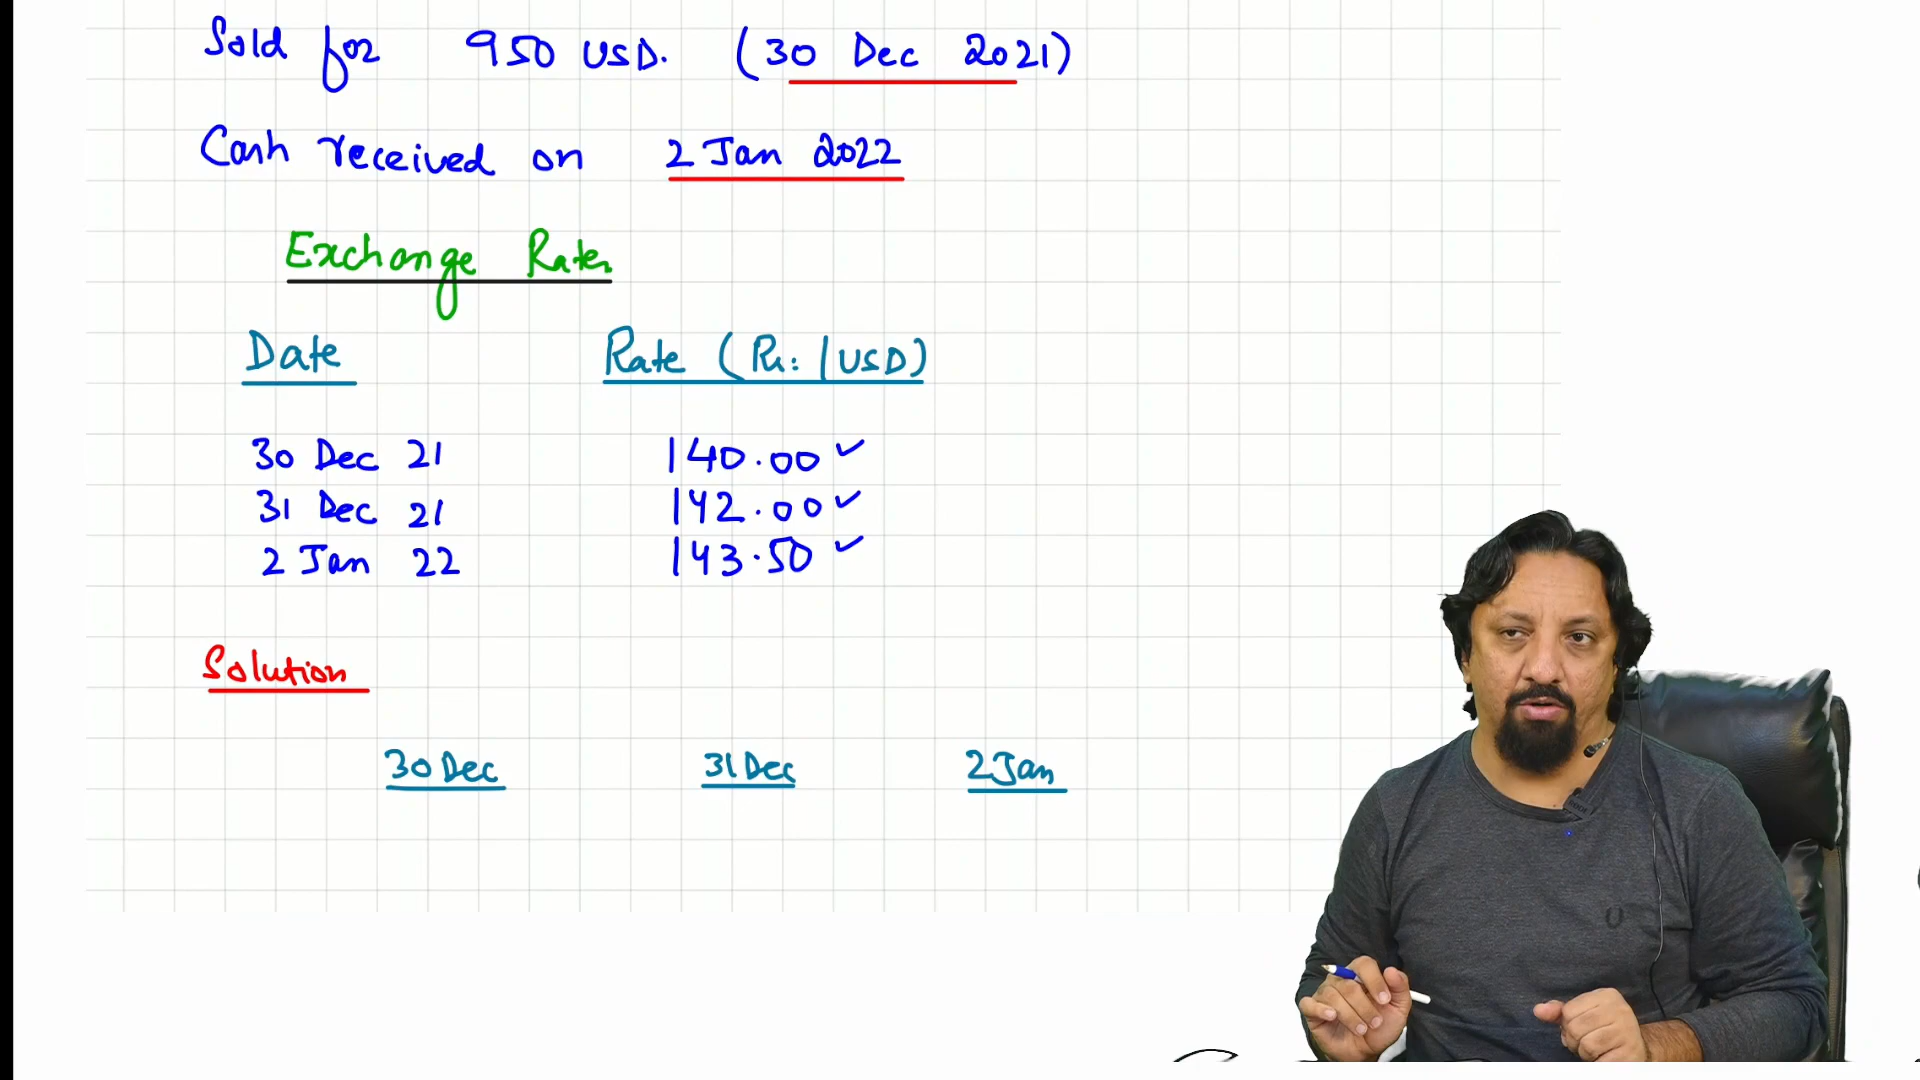 Sold for 950 USD. (30 Dec 2021)
Cash received on 2 Jan 2022
Exchange Rates
Date Rate (Rs: / USD)
30 Dec 21 140.00 ✓
31 Dec 21 142.00 ✓
2 Jan 22 143.50 ✓
Solution
30 Dec 31 Dec 2 Jan